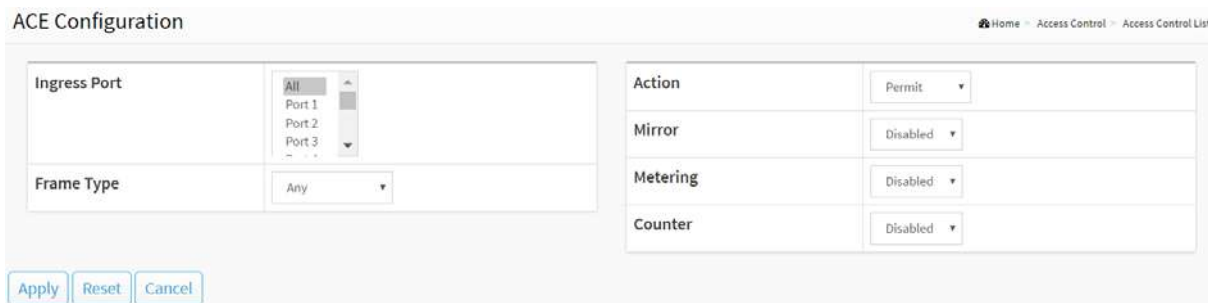 ACE Configuration
Home > Access Control > Access Control List
Ingress Port
All
Port 1
Port 2
Port 3
Frame Type
Any
Action
Permit
Mirror
Disabled
Metering
Disabled
Counter
Disabled
Apply
Reset
Cancel